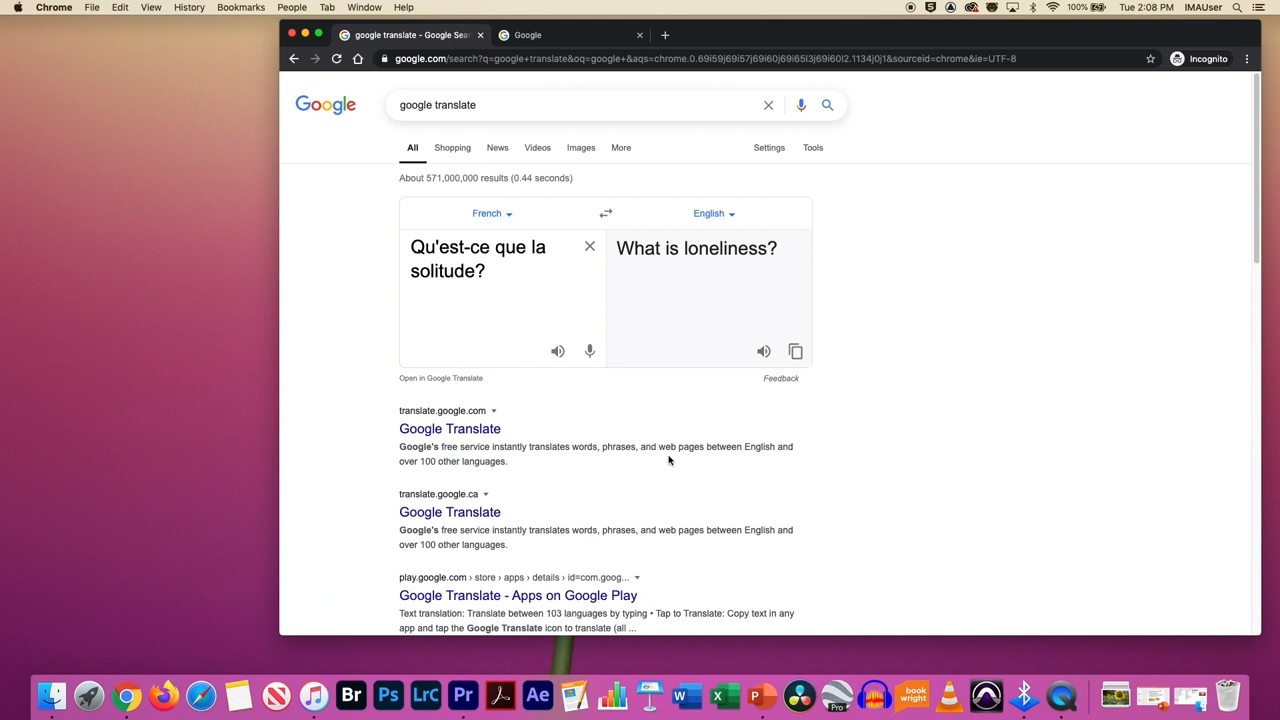 Chrome File Edit View History Bookmarks People Tab Window Help 100% Tue 2:08 PM IMAUser
google translate - Google Sea Google
google.com/search?q=google+translate&oq=google+&aqs=chrome.0.69i59j69i57j69i60j69i65l3j69i60l2.1134j0j1&sourceid=chrome&ie=UTF-8 Incognito
Google google translate
All Shopping News Videos Images More Settings Tools
About 571,000,000 results (0.44 seconds)
French English
Qu'est-ce que la
solitude?
What is loneliness?
Open in Google Translate Feedback
translate.google.com
Google Translate
Google's free service instantly translates words, phrases, and web pages between English and
over 100 other languages.
translate.google.ca
Google Translate
Google's free service instantly translates words, phrases, and web pages between English and
over 100 other languages.
play.google.com › store › apps › details › id=com.goog...
Google Translate - Apps on Google Play
Text translation: Translate between 103 languages by typing • Tap to Translate: Copy text in any
app and tap the Google Translate icon to translate (all ...
Br Ps LrC Pr Ae W X P Pro book
wright